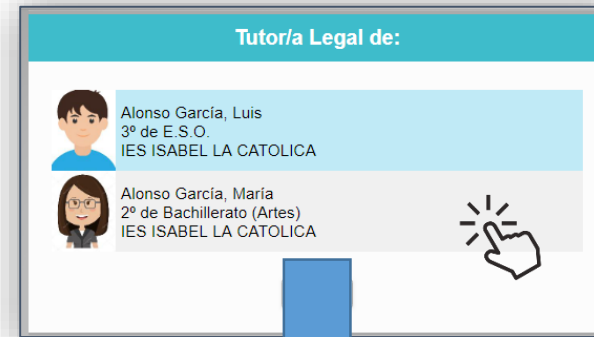 Tutor/a Legal de:
Alonso García, Luis
3º de E.S.O.
IES ISABEL LA CATOLICA
Alonso García, María
2º de Bachillerato (Artes)
IES ISABEL LA CATOLICA